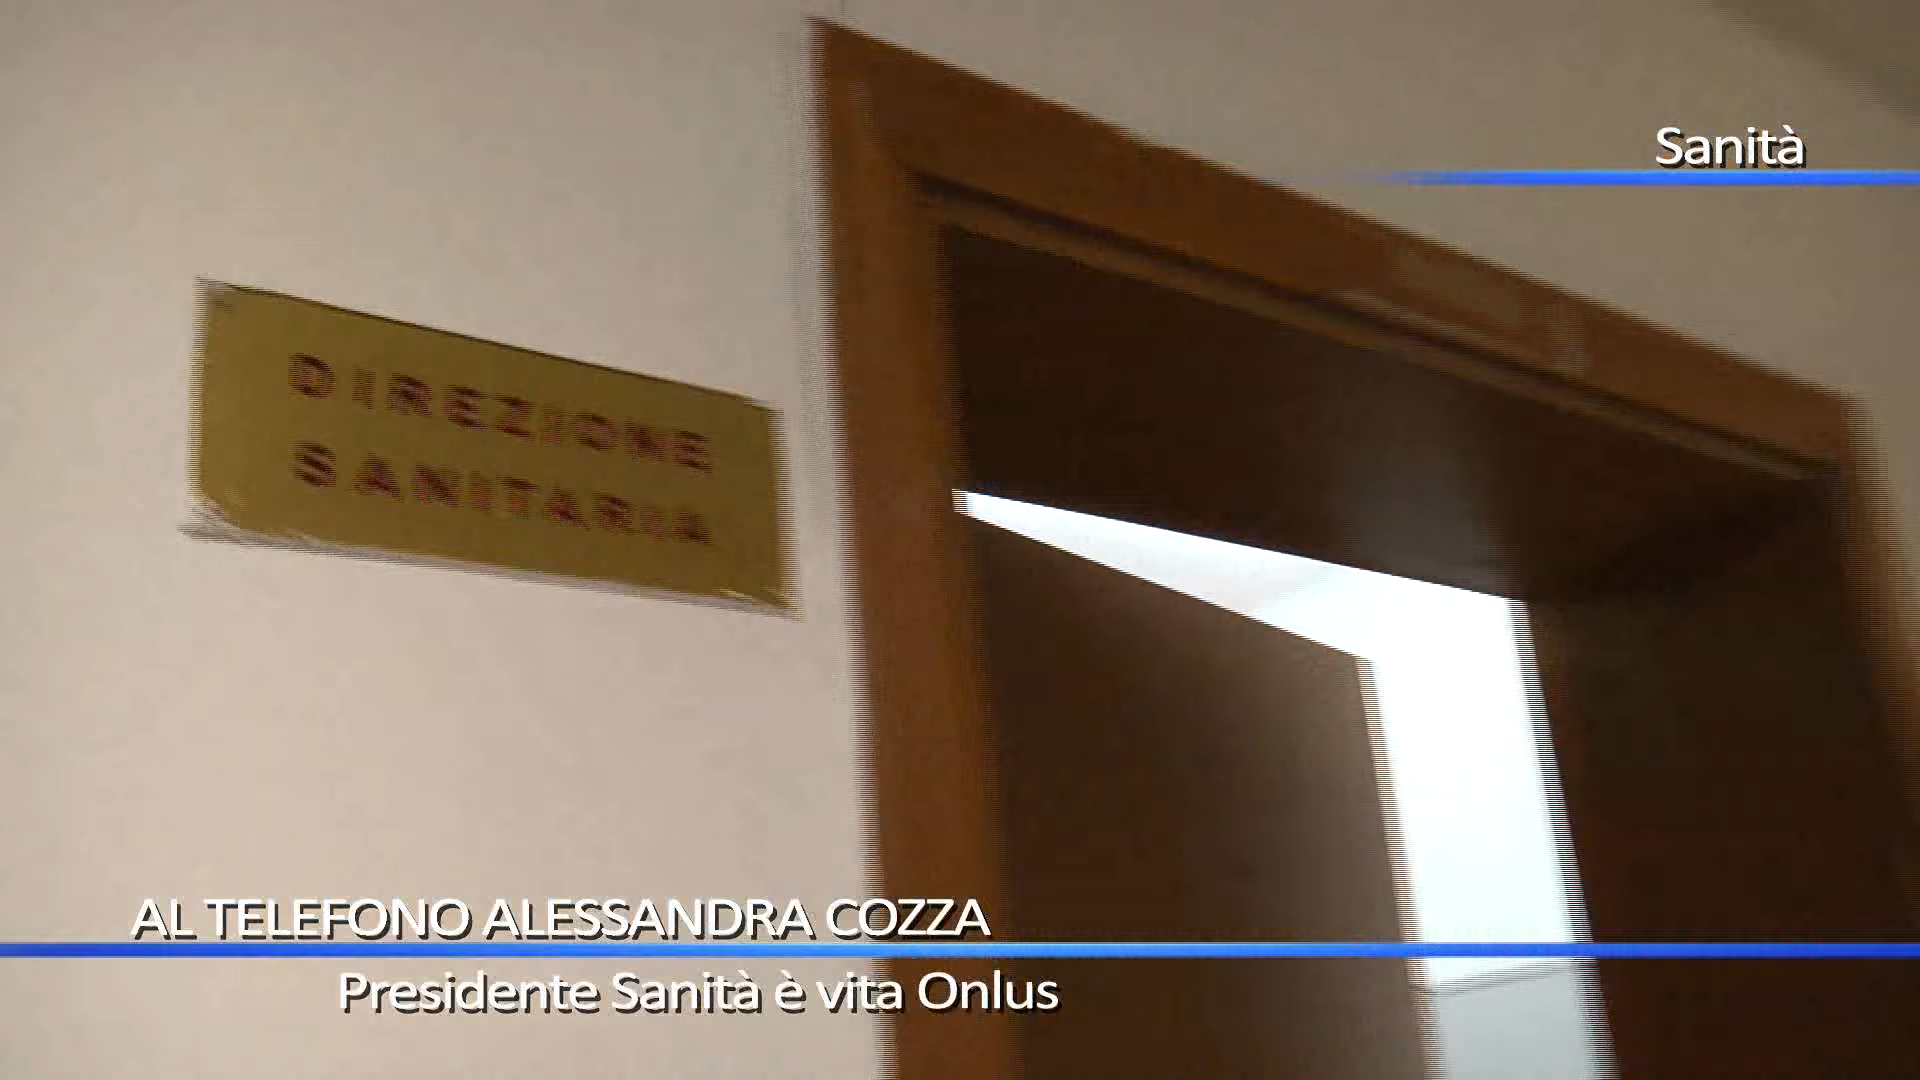 Sanità
DIREZIONE
SANITARIA
AL TELEFONO ALESSANDRA COZZA
Presidente Sanità è vita Onlus